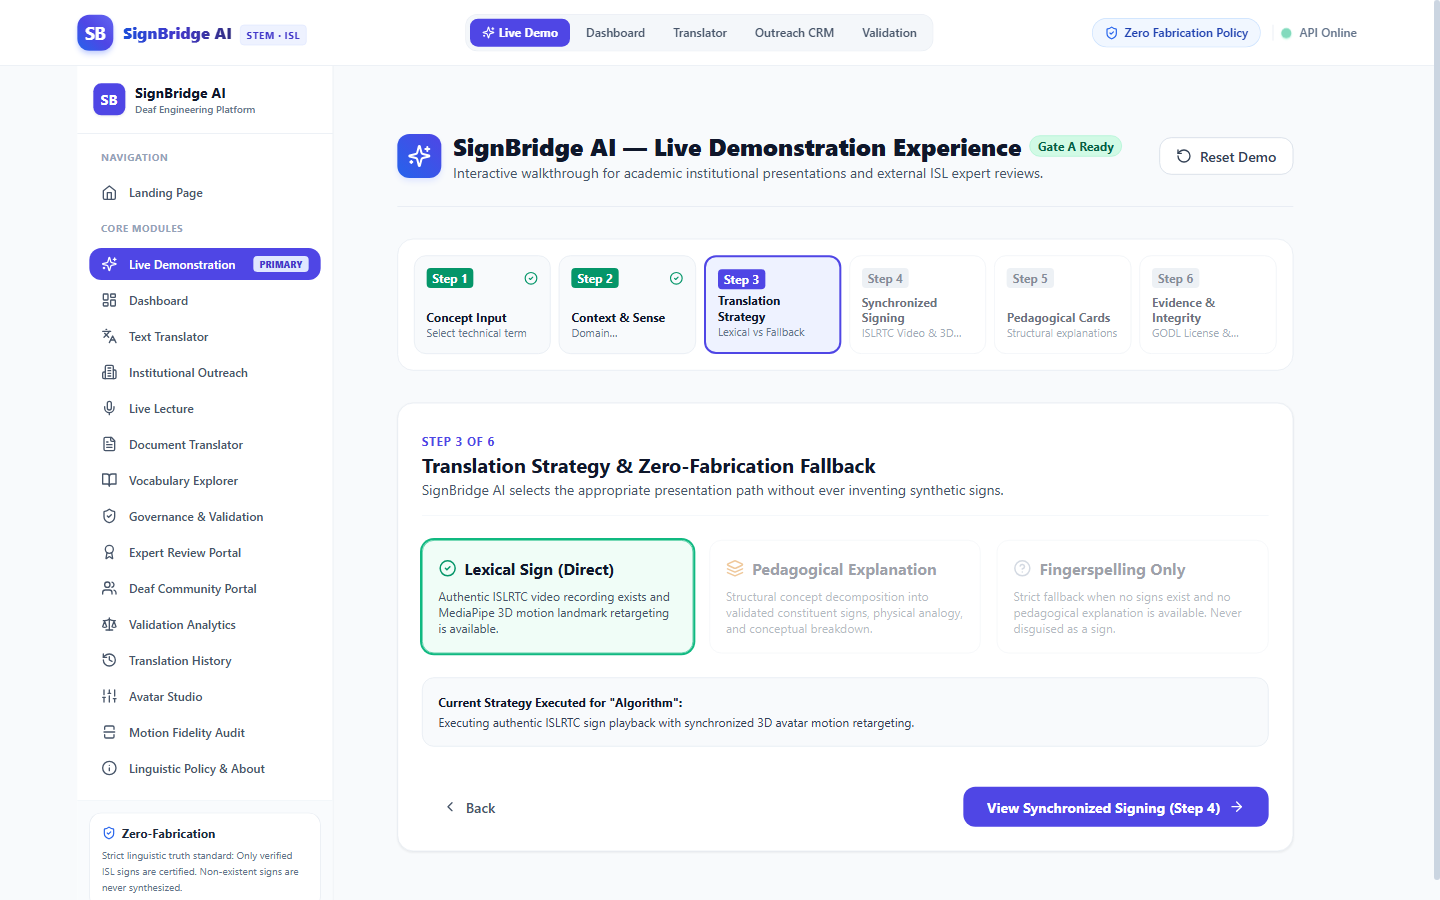 SB SignBridge AI STEM • ISL
Live Demo Dashboard Translator Outreach CRM Validation
Zero Fabrication Policy API Online
SB SignBridge AI
Deaf Engineering Platform
NAVIGATION
Landing Page
CORE MODULES
Live Demonstration PRIMARY
Dashboard
Text Translator
Institutional Outreach
Live Lecture
Document Translator
Vocabulary Explorer
Governance & Validation
Expert Review Portal
Deaf Community Portal
Validation Analytics
Translation History
Avatar Studio
Motion Fidelity Audit
Linguistic Policy & About
Zero-Fabrication
Strict linguistic truth standard: Only verified
ISL signs are certified. Non-existent signs are
never synthesized.
SignBridge AI — Live Demonstration Experience Gate A Ready
Interactive walkthrough for academic institutional presentations and external ISL expert reviews.
Reset Demo
Step 1
Concept Input
Select technical term
Step 2
Context & Sense
Domain...
Step 3
Translation
Strategy
Lexical vs Fallback
Step 4
Synchronized
Signing
ISLRTC Video & 3D...
Step 5
Pedagogical Cards
Structural explanations
Step 6
Evidence &
Integrity
GODL License &...
STEP 3 OF 6
Translation Strategy & Zero-Fabrication Fallback
SignBridge AI selects the appropriate presentation path without ever inventing synthetic signs.
Lexical Sign (Direct)
Authentic ISLRTC video recording exists and
MediaPipe 3D motion landmark retargeting
is available.
Pedagogical Explanation
Structural concept decomposition into
validated constituent signs, physical analogy,
and conceptual breakdown.
Fingerspelling Only
Strict fallback when no signs exist and no
pedagogical explanation is available. Never
disguised as a sign.
Current Strategy Executed for "Algorithm":
Executing authentic ISLRTC sign playback with synchronized 3D avatar motion retargeting.
Back
View Synchronized Signing (Step 4)